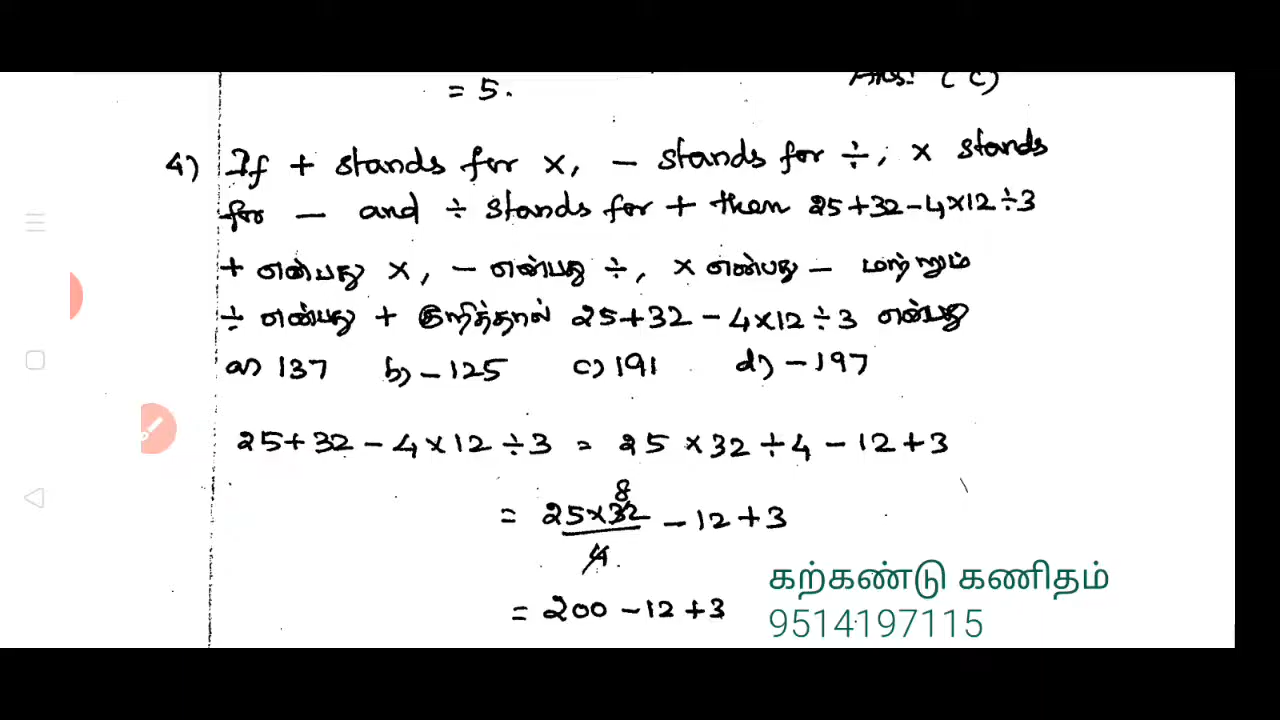 = 5.
Ans: (c)
4) If + stands for ×, − stands for ÷, × stands
for − and ÷ stands for + then 25+32−4×12÷3
+ என்பது ×, − என்பது ÷, × என்பது − மற்றும்
÷ என்பது + குறித்தால் 25+32−4×12÷3 என்பது
a) 137 b) −125 c) 191 d) −197
25+32−4×12÷3 = 25×32÷4−12+3
8
= 25×32 −12+3
4
= 200−12+3
கற்கண்டு கணிதம்
9514197115